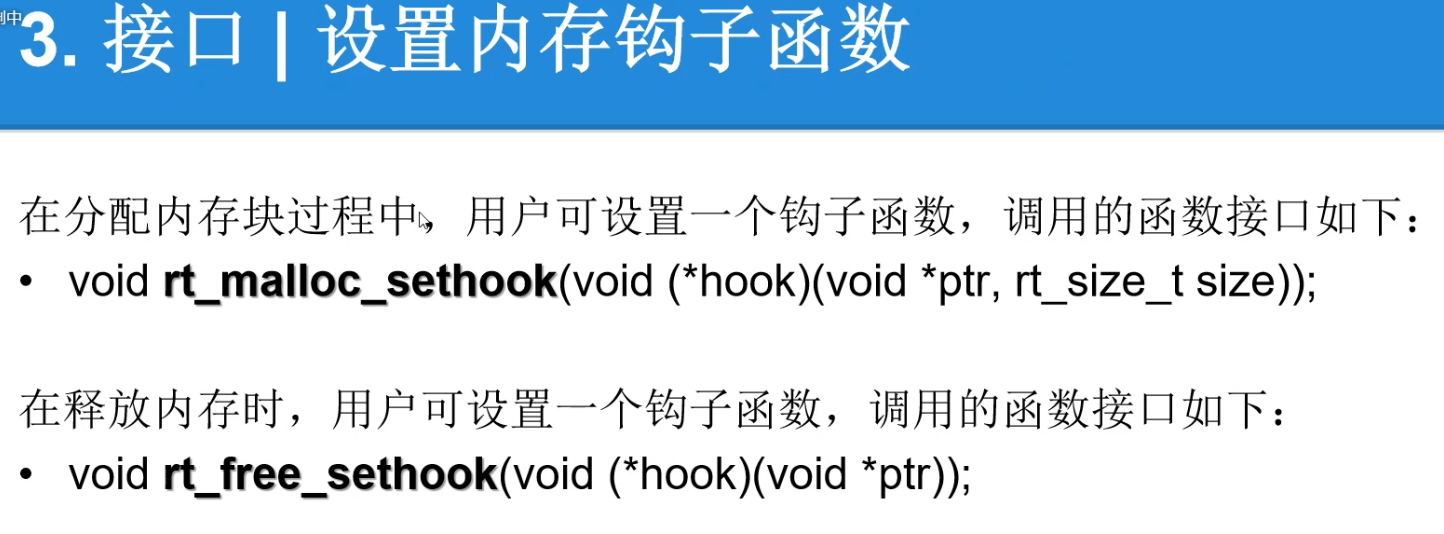 3. 接口 | 设置内存钩子函数
在分配内存块过程中，用户可设置一个钩子函数，调用的函数接口如下：
• void rt_malloc_sethook(void (*hook)(void *ptr, rt_size_t size));
在释放内存时，用户可设置一个钩子函数，调用的函数接口如下：
• void rt_free_sethook(void (*hook)(void *ptr));